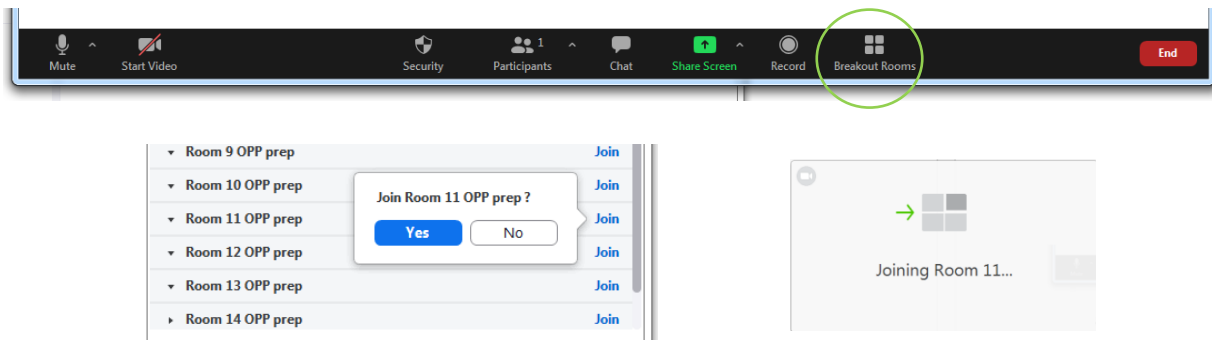 1
Mute Start Video Security Participants Chat Share Screen Record Breakout Rooms End
Room 9 OPP prep Join
Room 10 OPP prep Join
Join Room 11 OPP prep ?
Room 11 OPP prep Join
Yes No
Room 12 OPP prep Join
Room 13 OPP prep Join
Room 14 OPP prep Join
Joining Room 11...